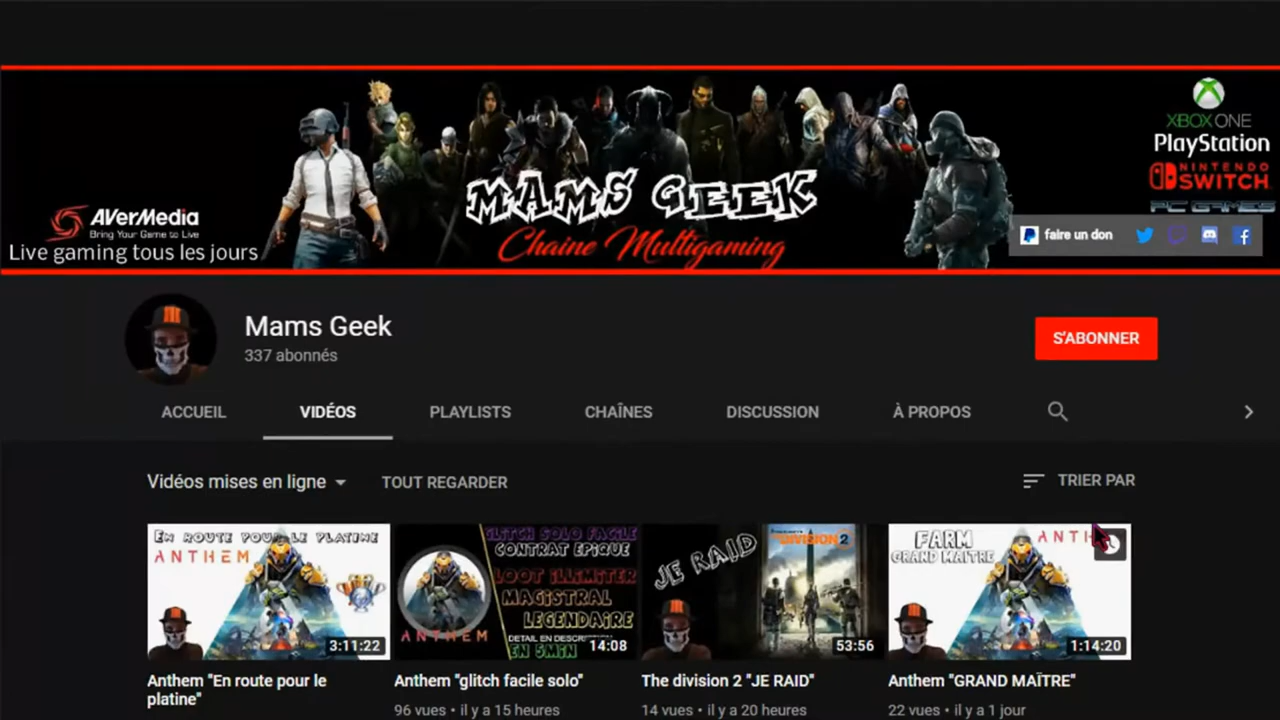 XBOX ONE
PlayStation
NINTENDO
SWITCH
PC GAMES
MAMS GEEK
Chaine Multigaming
AVerMedia
Bring Your Game to Live
Live gaming tous les jours
faire un don
Mams Geek
337 abonnés
S'ABONNER
ACCUEIL
VIDÉOS
PLAYLISTS
CHAÎNES
DISCUSSION
À PROPOS
Vidéos mises en ligne
TOUT REGARDER
TRIER PAR
EN ROUTE POUR LE PLATINE
ANTHEM
3:11:22
GLITCH SOLO FACILE
CONTRAT EPIQUE
LOOT ILLIMITER
MAGISTRAL
LEGENDAIRE
ANTHEM
EN 5MIN
14:08
JE RAID
DIVISION 2
53:56
FARM
GRAND MAÎTRE
ANTH
1:14:20
Anthem "En route pour le
platine"
Anthem "glitch facile solo"
96 vues • il y a 15 heures
The division 2 "JE RAID"
14 vues • il y a 20 heures
Anthem "GRAND MAÏTRE"
22 vues • il y a 1 jour